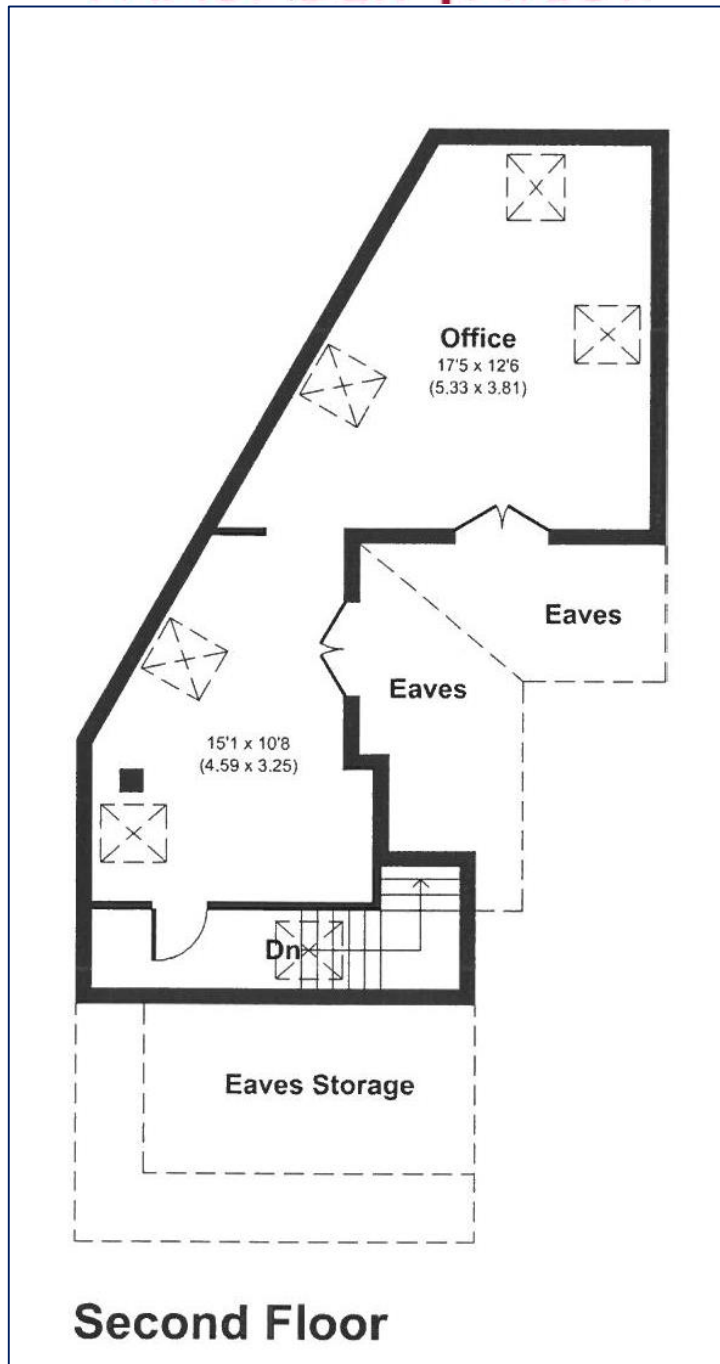 Office
17'5 x 12'6
(5.33 x 3.81)
Eaves
Eaves
15'1 x 10'8
(4.59 x 3.25)
Dn
Eaves Storage
Second Floor